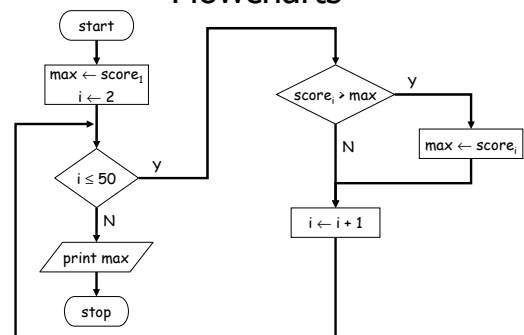 Flowcharts
start
max ← score₁
i ← 2
i ≤ 50
Y
N
print max
stop
scoreᵢ > max
Y
N
max ← scoreᵢ
i ← i + 1